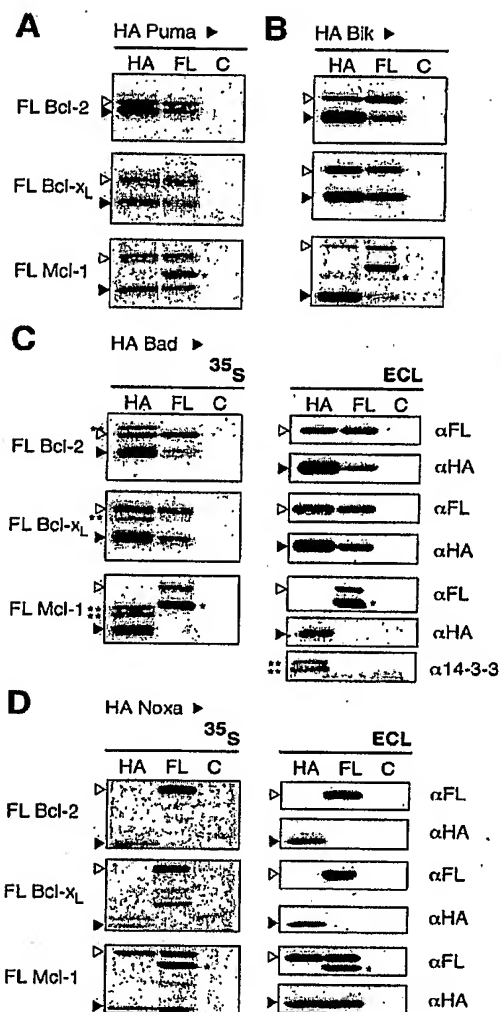 A
HA Puma ►
HA FL C
FL Bcl-2
FL Bcl-xL
FL Mcl-1
*
B
HA Bik ►
HA FL C
*
C
HA Bad ►
35S
HA FL C
FL Bcl-2
**
FL Bcl-xL
**
FL Mcl-1
**
**
*
ECL
HA FL C
αFL
αHA
αFL
αHA
αFL
*
αHA
**
**
α14-3-3
D
HA Noxa ►
35S
HA FL C
FL Bcl-2
FL Bcl-xL
FL Mcl-1
*
ECL
HA FL C
αFL
αHA
αFL
αHA
αFL
*
αHA